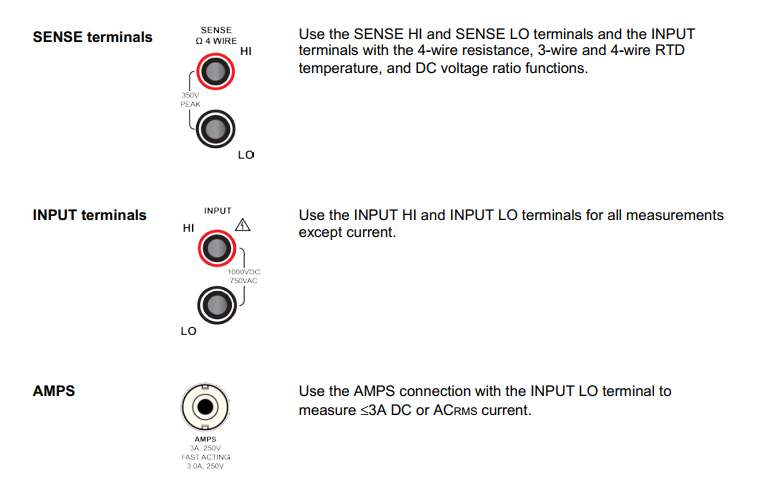 SENSE terminals
SENSE
Ω 4 WIRE
HI
350V
PEAK
LO
Use the SENSE HI and SENSE LO terminals and the INPUT
terminals with the 4-wire resistance, 3-wire and 4-wire RTD
temperature, and DC voltage ratio functions.
INPUT terminals
INPUT
HI
1000VDC
750VAC
LO
Use the INPUT HI and INPUT LO terminals for all measurements
except current.
AMPS
AMPS
3A, 250V
FAST ACTING
3.0A, 250V
Use the AMPS connection with the INPUT LO terminal to
measure ≤3A DC or ACRMS current.